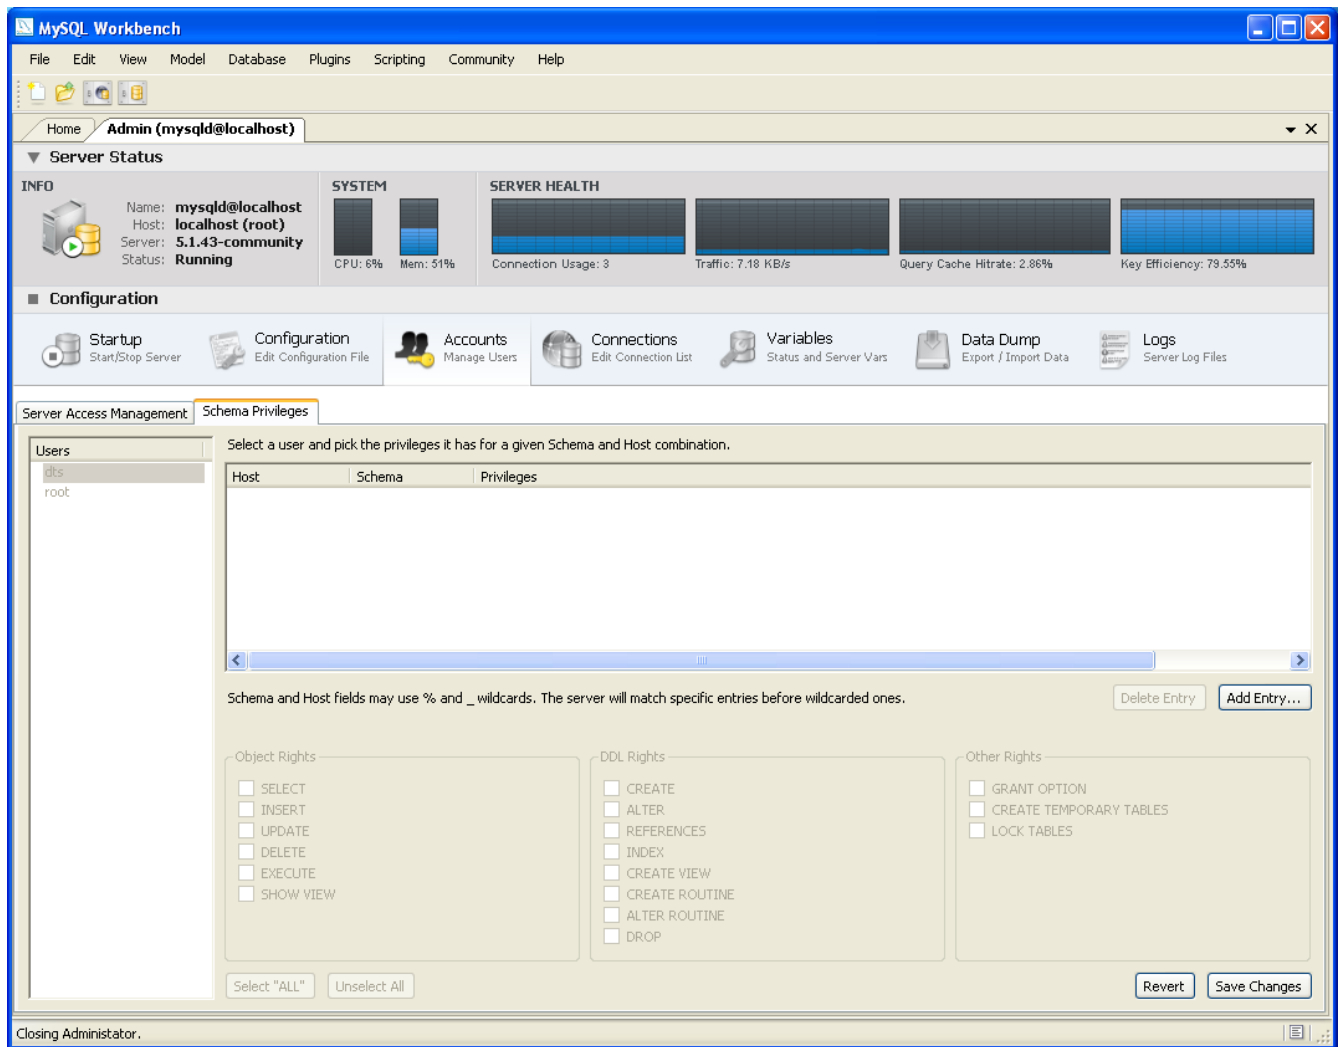 MySQL Workbench
File Edit View Model Database Plugins Scripting Community Help
Home Admin (mysqld@localhost)
Server Status
INFO SYSTEM SERVER HEALTH
Name: mysqld@localhost
Host: localhost (root)
Server: 5.1.43-community
Status: Running
CPU: 6% Mem: 51% Connection Usage: 3 Traffic: 7.18 KB/s Query Cache Hitrate: 2.86% Key Efficiency: 79.55%
Configuration
Startup Configuration Accounts Connections Variables Data Dump Logs
Start/Stop Server Edit Configuration File Manage Users Edit Connection List Status and Server Vars Export / Import Data Server Log Files
Server Access Management Schema Privileges
Users
dts
root
Select a user and pick the privileges it has for a given Schema and Host combination.
Host Schema Privileges
Schema and Host fields may use % and _ wildcards. The server will match specific entries before wildcarded ones.
Delete Entry Add Entry...
Object Rights
SELECT
INSERT
UPDATE
DELETE
EXECUTE
SHOW VIEW
DDL Rights
CREATE
ALTER
REFERENCES
INDEX
CREATE VIEW
CREATE ROUTINE
ALTER ROUTINE
DROP
Other Rights
GRANT OPTION
CREATE TEMPORARY TABLES
LOCK TABLES
Select "ALL" Unselect All Revert Save Changes
Closing Administator.